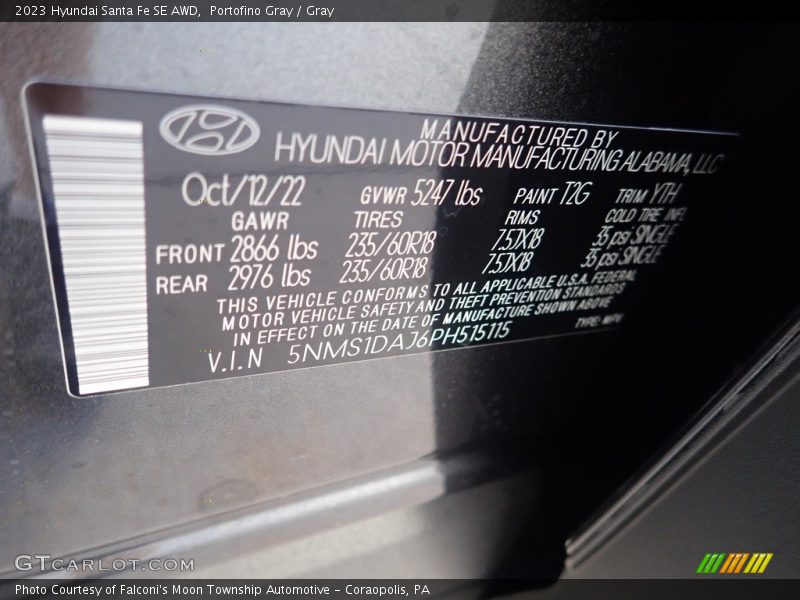 2023 Hyundai Santa Fe SE AWD, Portofino Gray / Gray
MANUFACTURED BY
HYUNDAI MOTOR MANUFACTURING ALABAMA, LLC
Oct/12/22 GVWR 5247 lbs PAINT T2G TRIM YTH
GAWR TIRES RIMS COLD TIRE INFL
FRONT 2866 lbs 235/60R18 7.5JX18 35 psi SINGLE
REAR 2976 lbs 235/60R18 7.5JX18 35 psi SINGLE
THIS VEHICLE CONFORMS TO ALL APPLICABLE U.S.A. FEDERAL
MOTOR VEHICLE SAFETY AND THEFT PREVENTION STANDARDS
IN EFFECT ON THE DATE OF MANUFACTURE SHOWN ABOVE
V.I.N 5NMS1DAJ6PH515115 TYPE: MPV
GTCARLOT.COM
Photo Courtesy of Falconi's Moon Township Automotive - Coraopolis, PA